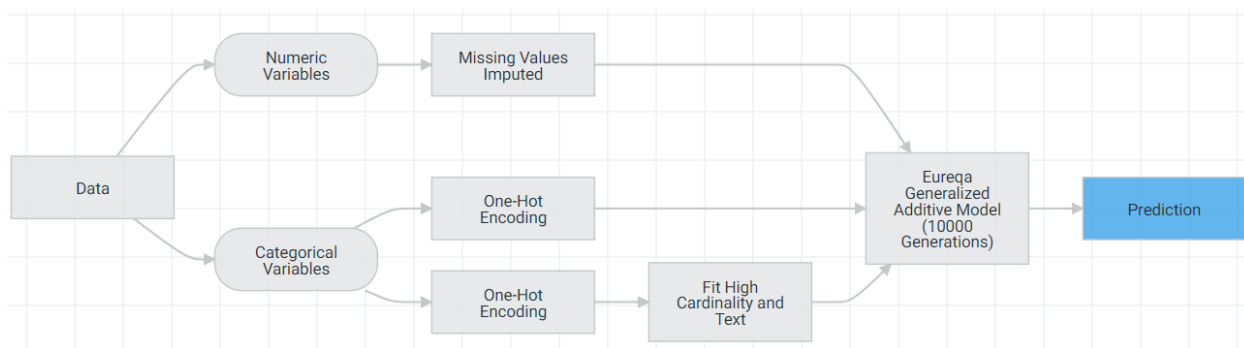 Numeric
Variables
Missing Values
Imputed
Data
Categorical
Variables
One-Hot
Encoding
One-Hot
Encoding
Fit High
Cardinality and
Text
Eureqa
Generalized
Additive Model
(10000
Generations)
Prediction